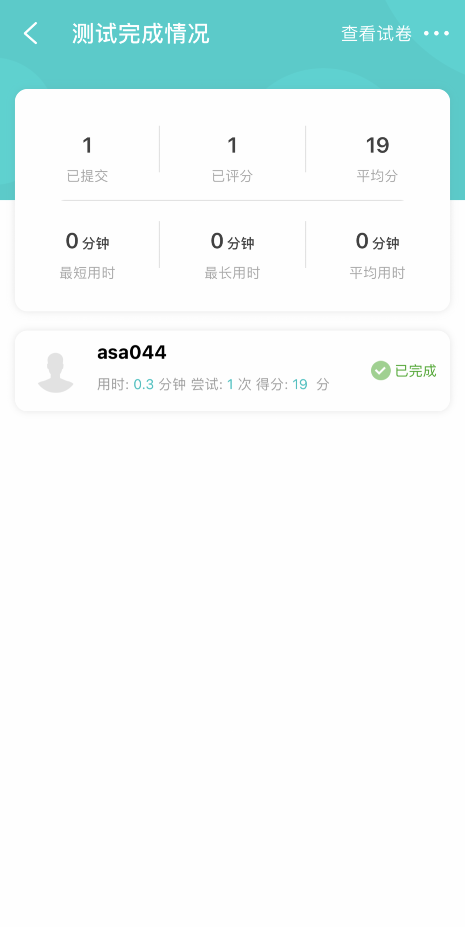 测试完成情况 查看试卷
1 1 19
已提交 已评分 平均分
0 分钟 0 分钟 0 分钟
最短用时 最长用时 平均用时
asa044
用时: 0.3 分钟 尝试: 1 次 得分: 19 分
已完成